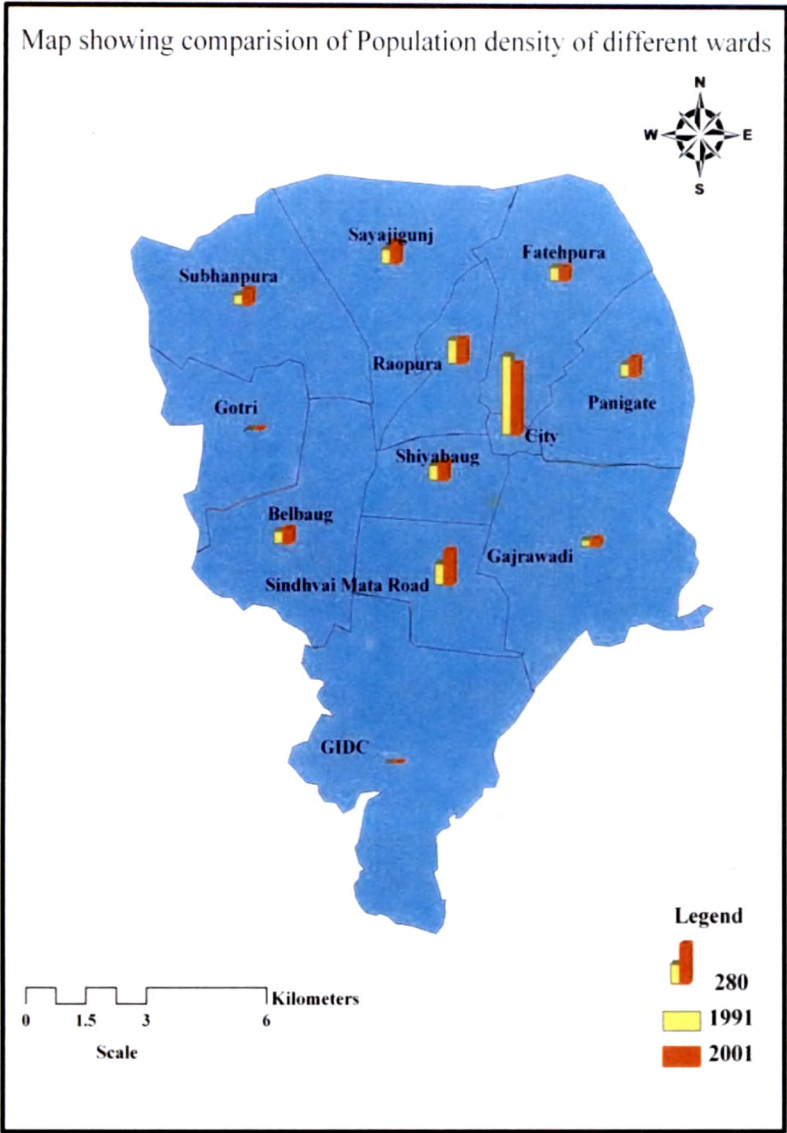 Map showing comparision of Population density of different wards
N
W
E
S
Sayajigunj
Fatehpura
Subhanpura
Raopura
Panigate
Gotri
City
Shiyabaug
Belbaug
Gajrawadi
Sindhvai Mata Road
GIDC
Legend
280
1991
2001
Kilometers
0 1.5 3 6
Scale